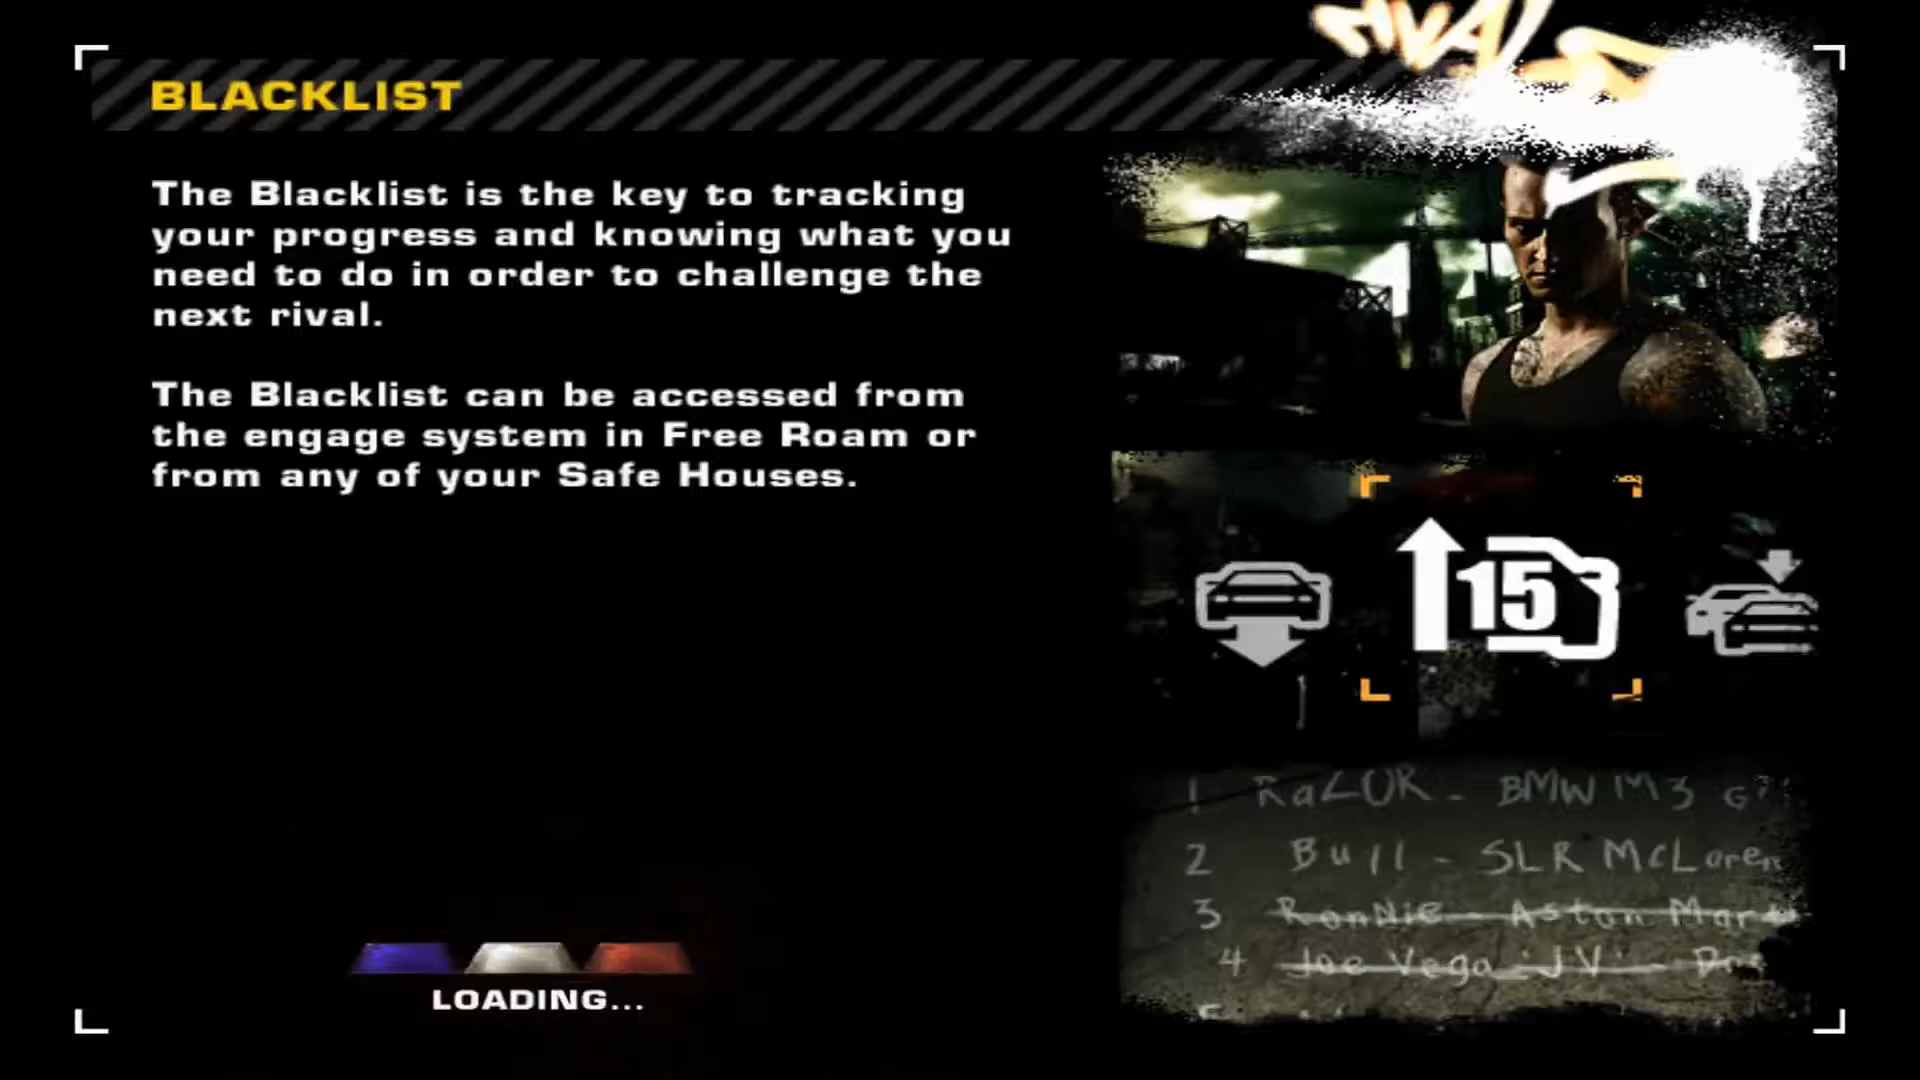 RIVALS
BLACKLIST
The Blacklist is the key to tracking
your progress and knowing what you
need to do in order to challenge the
next rival.
The Blacklist can be accessed from
the engage system in Free Roam or
from any of your Safe Houses.
15
1 RaZOR - BMW M3
2 Bull - SLR McLaren
3 RonNie - Aston Mar
4 Joe Vega 'JV' -
LOADING...